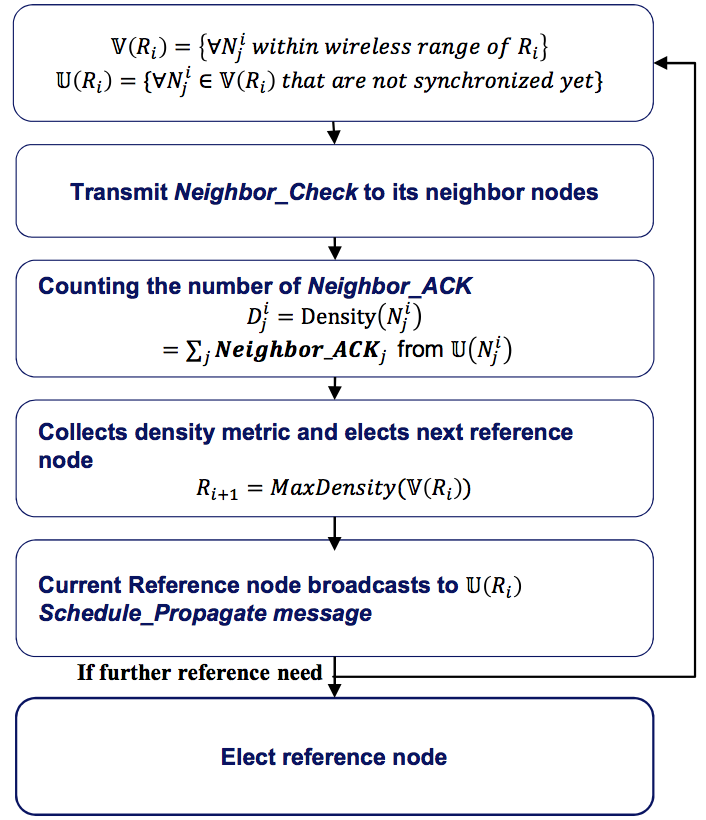 𝕍(Rᵢ) = {∀Nⱼⁱ within wireless range of Rᵢ}
𝕌(Rᵢ) = {∀Nⱼⁱ ∈ 𝕍(Rᵢ) that are not synchronized yet}
Transmit Neighbor_Check to its neighbor nodes
Counting the number of Neighbor_ACK
Dⱼⁱ = Density(Nⱼⁱ)
= ∑ⱼ Neighbor_ACKⱼ from 𝕌(Nⱼⁱ)
Collects density metric and elects next reference
node
Rᵢ₊₁ = MaxDensity(𝕍(Rᵢ))
Current Reference node broadcasts to 𝕌(Rᵢ)
Schedule_Propagate message
If further reference need
Elect reference node